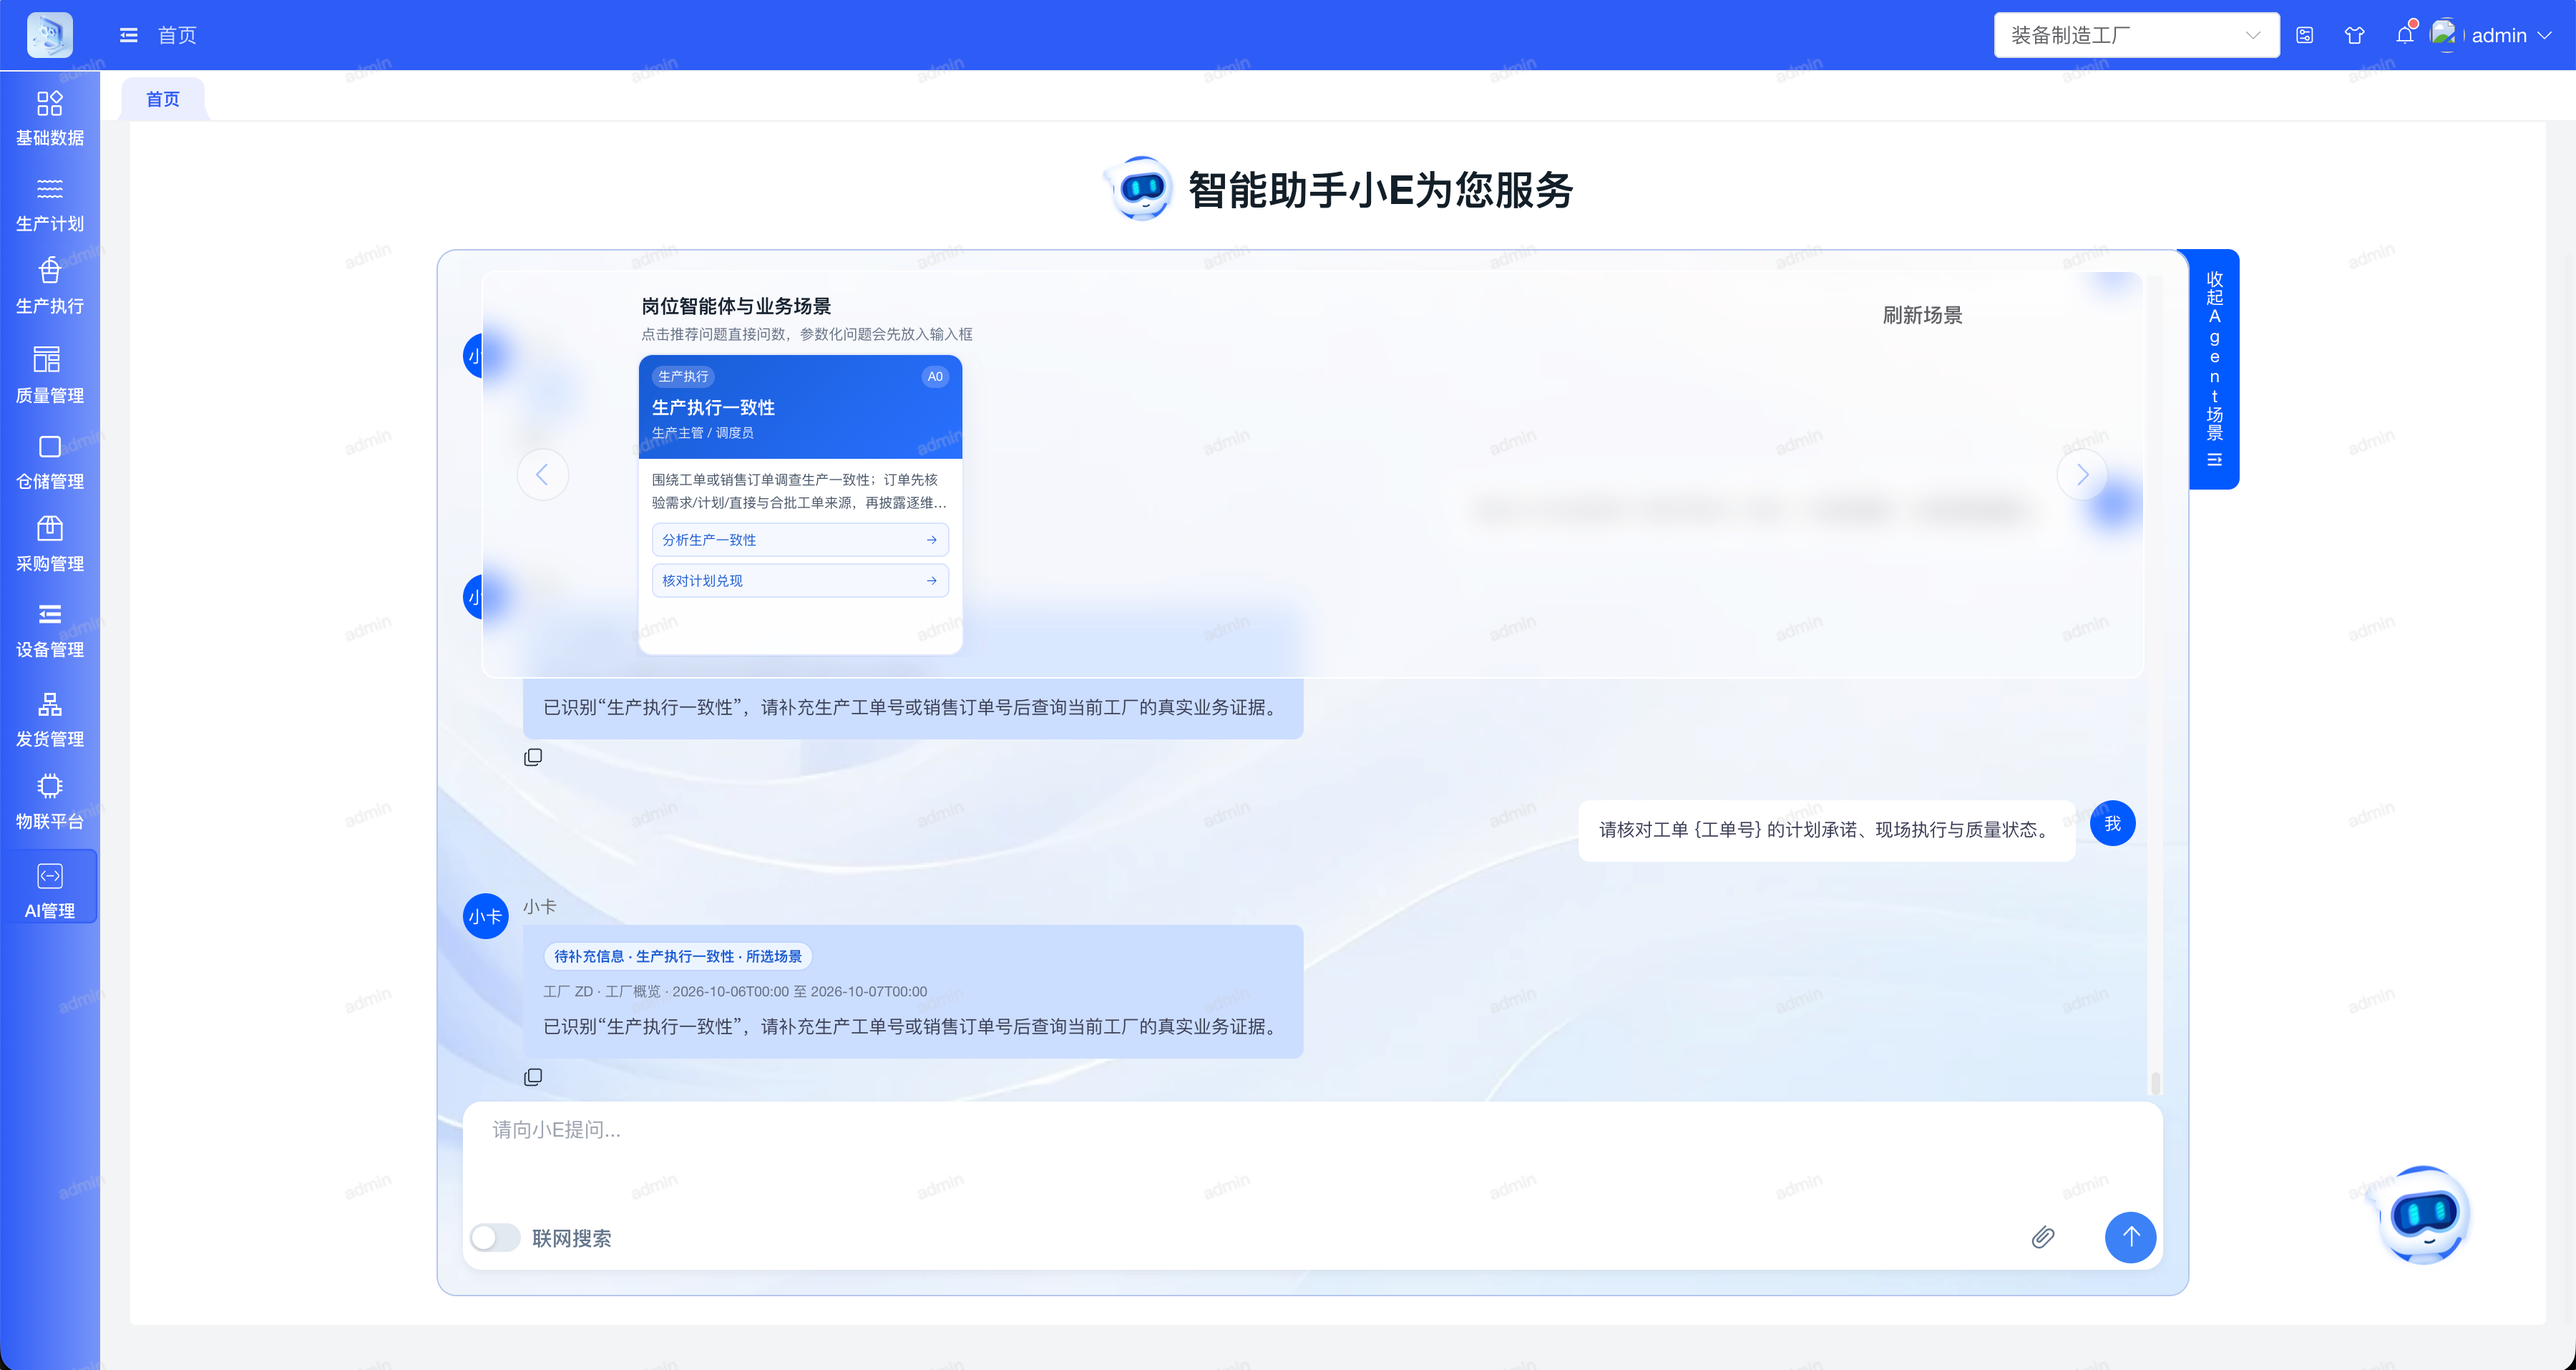 首页
装备制造工厂
admin
首页
基础数据
生产计划
生产执行
质量管理
仓储管理
采购管理
设备管理
发货管理
物联平台
AI管理
智能助手小E为您服务
收起Agent场景
岗位智能体与业务场景
点击推荐问题直接问数，参数化问题会先放入输入框
刷新场景
生产执行
A0
生产执行一致性
生产主管 / 调度员
围绕工单或销售订单调查生产一致性；订单先核
验需求/计划/直接与合批工单来源，再披露逐维…
分析生产一致性
核对计划兑现
已识别“生产执行一致性”，请补充生产工单号或销售订单号后查询当前工厂的真实业务证据。
请核对工单 {工单号} 的计划承诺、现场执行与质量状态。
我
小卡
小卡
待补充信息 · 生产执行一致性 · 所选场景
工厂 ZD · 工厂概览 · 2026-10-06T00:00 至 2026-10-07T00:00
已识别“生产执行一致性”，请补充生产工单号或销售订单号后查询当前工厂的真实业务证据。
请向小E提问...
联网搜索